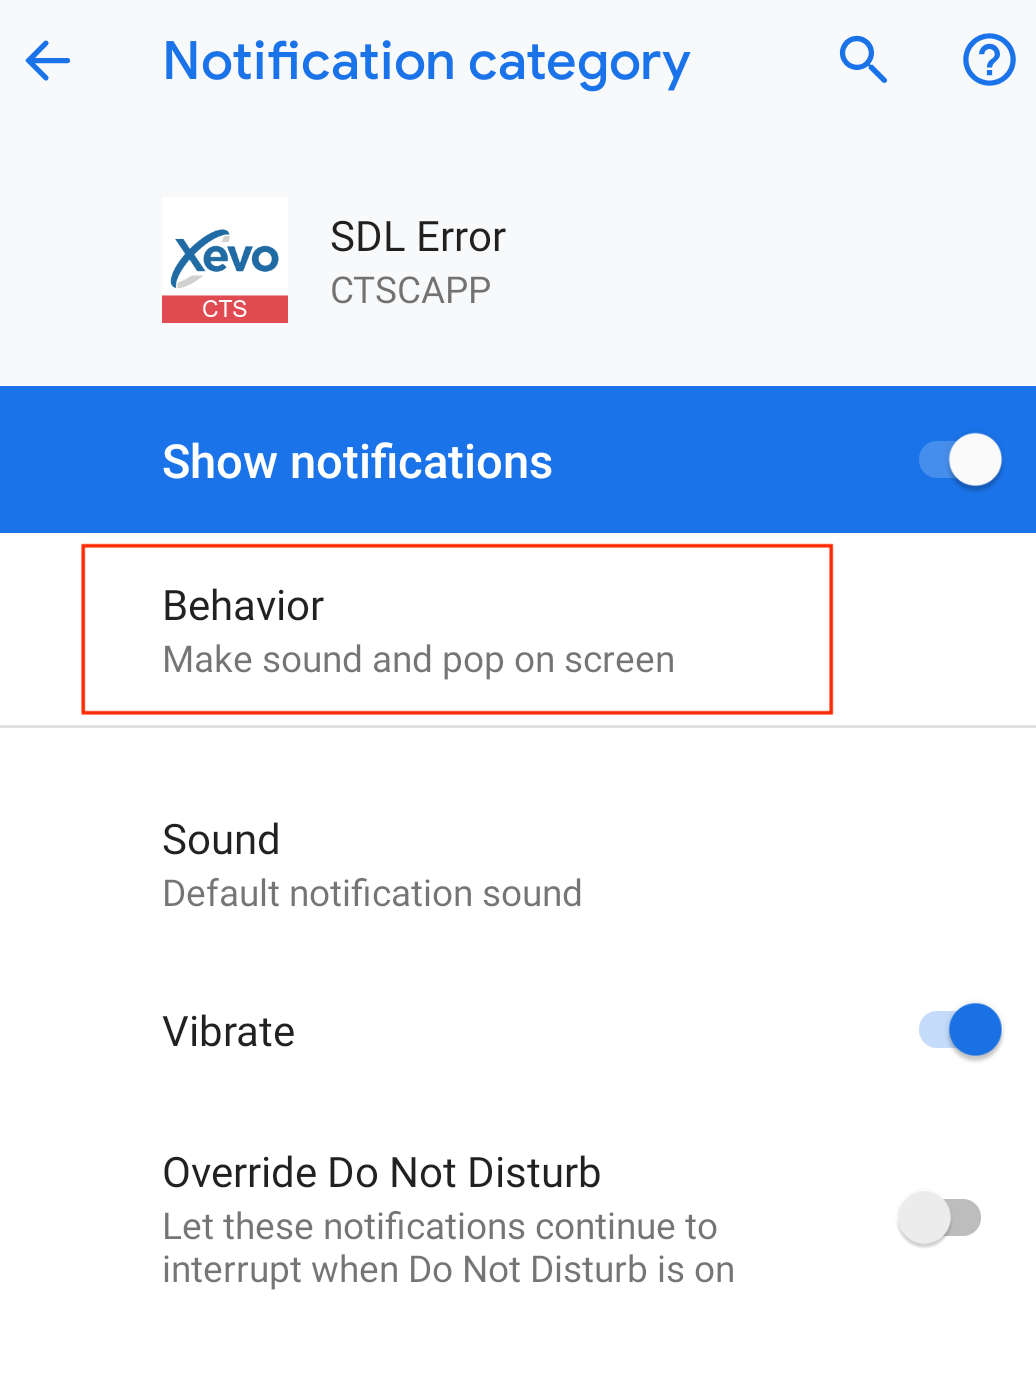 Notification category
Xevo
CTS
SDL Error
CTSCAPP
Show notifications
Behavior
Make sound and pop on screen
Sound
Default notification sound
Vibrate
Override Do Not Disturb
Let these notifications continue to
interrupt when Do Not Disturb is on